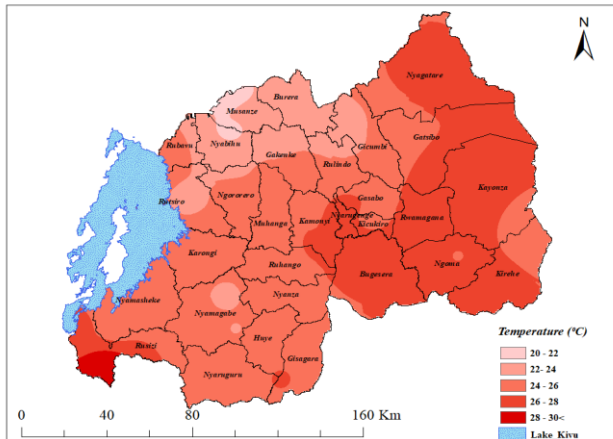 N
Nyagatare
Burera
Musanze
Gatsibo
Rubavu
Nyabihu
Gicumbi
Gakenke
Rulindo
Kayonza
Rutsiro
Ngororero
Gasabo
Muhanga
Kamonyi
Nyarugenge
Rwamagana
Kicukiro
Karongi
Ruhango
Bugesera
Ngoma
Kirehe
Nyamasheke
Nyanza
Nyamagabe
Huye
Rusizi
Gisagara
Nyaruguru
Temperature (°C)
20 - 22
22 - 24
24 - 26
26 - 28
28 - 30<
Lake Kivu
0 40 80 160 Km